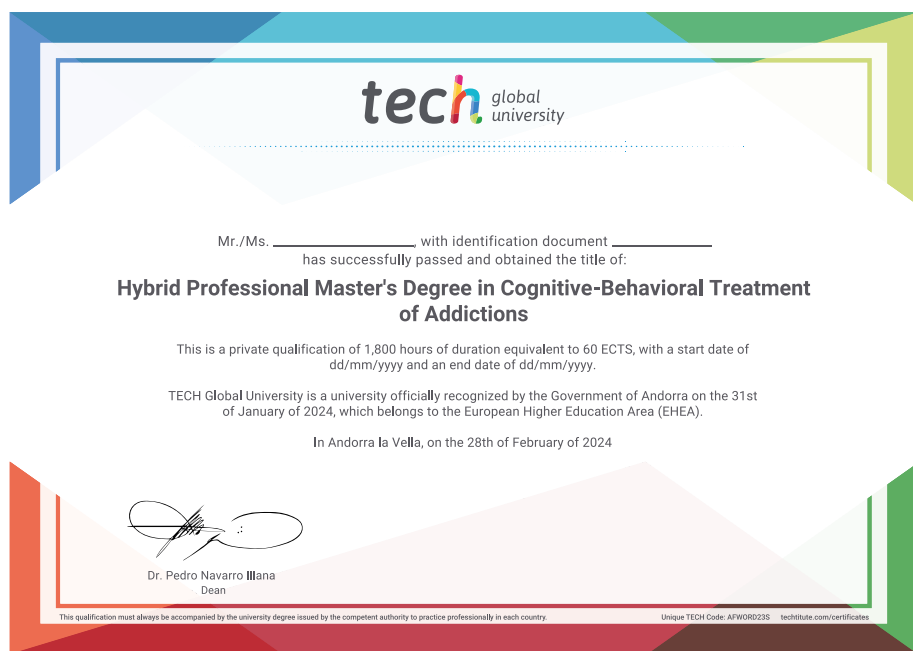 tech global university
Mr./Ms. ____________, with identification document ____________
has successfully passed and obtained the title of:
Hybrid Professional Master's Degree in Cognitive-Behavioral Treatment
of Addictions
This is a private qualification of 1,800 hours of duration equivalent to 60 ECTS, with a start date of
dd/mm/yyyy and an end date of dd/mm/yyyy.
TECH Global University is a university officially recognized by the Government of Andorra on the 31st
of January of 2024, which belongs to the European Higher Education Area (EHEA).
In Andorra la Vella, on the 28th of February of 2024
Dr. Pedro Navarro Illana
Dean
This qualification must always be accompanied by the university degree issued by the competent authority to practice professionally in each country. Unique TECH Code: AFWORD23S techtitute.com/certificates